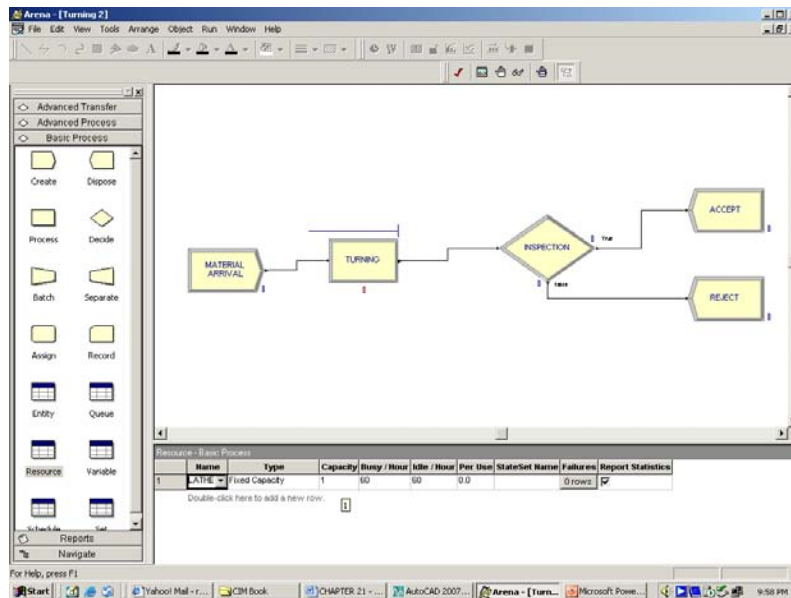 Arena - [Turning 2]
File Edit View Tools Arrange Object Run Window Help
Advanced Transfer
Advanced Process
Basic Process
Create Dispose
Process Decide
Batch Separate
Assign Record
Entity Queue
Resource Variable
Schedule Set
Reports
Navigate
MATERIAL
ARRIVAL
TURNING
INSPECTION
True
False
ACCEPT
REJECT
Resource - Basic Process
Name Type Capacity Busy / Hour Idle / Hour Per Use StateSet Name Failures Report Statistics
1 LATHE Fixed Capacity 1 60 60 0.0 0 rows
Double-click here to add a new row.
1
For Help, press F1
Start Yahoo! Mail - r... CIM Book CHAPTER 21 - ... AutoCAD 2007... Arena - [Turn... Microsoft Powe... 9:58 PM